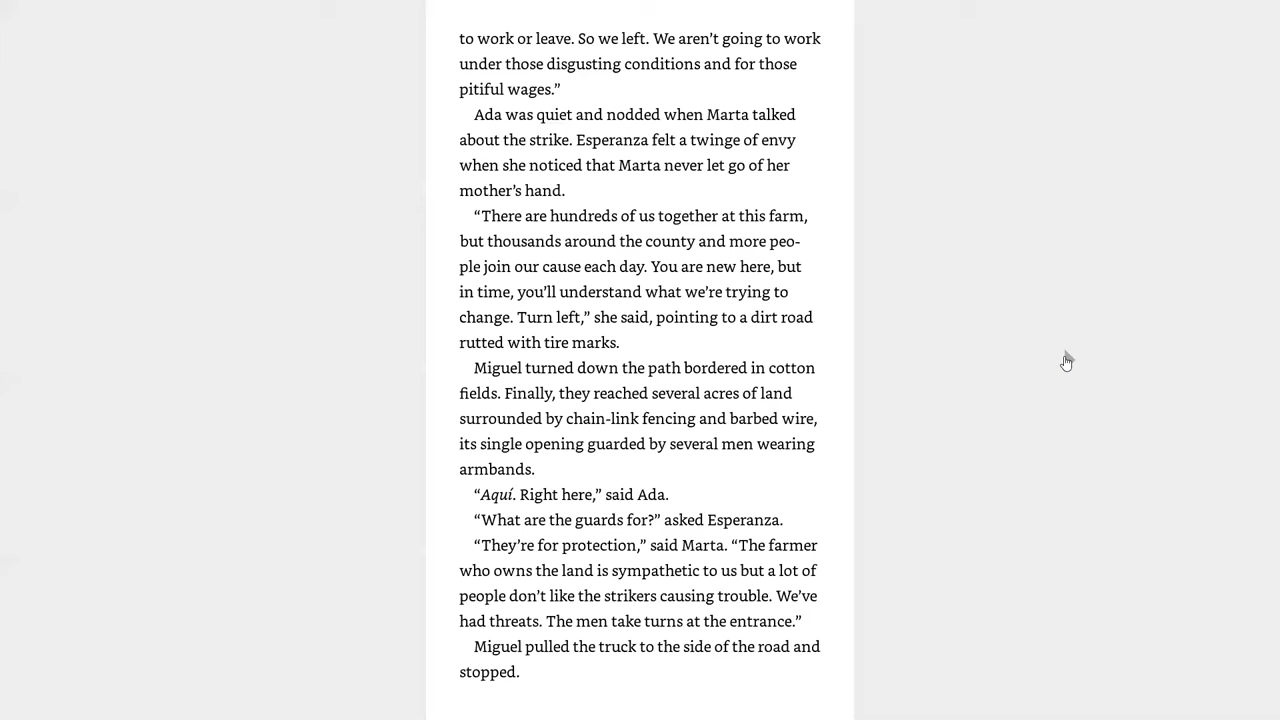 to work or leave. So we left. We aren’t going to work
under those disgusting conditions and for those
pitiful wages.”
Ada was quiet and nodded when Marta talked
about the strike. Esperanza felt a twinge of envy
when she noticed that Marta never let go of her
mother’s hand.
“There are hundreds of us together at this farm,
but thousands around the county and more peo-
ple join our cause each day. You are new here, but
in time, you’ll understand what we’re trying to
change. Turn left,” she said, pointing to a dirt road
rutted with tire marks.
Miguel turned down the path bordered in cotton
fields. Finally, they reached several acres of land
surrounded by chain-link fencing and barbed wire,
its single opening guarded by several men wearing
armbands.
“Aquí. Right here,” said Ada.
“What are the guards for?” asked Esperanza.
“They’re for protection,” said Marta. “The farmer
who owns the land is sympathetic to us but a lot of
people don’t like the strikers causing trouble. We’ve
had threats. The men take turns at the entrance.”
Miguel pulled the truck to the side of the road and
stopped.